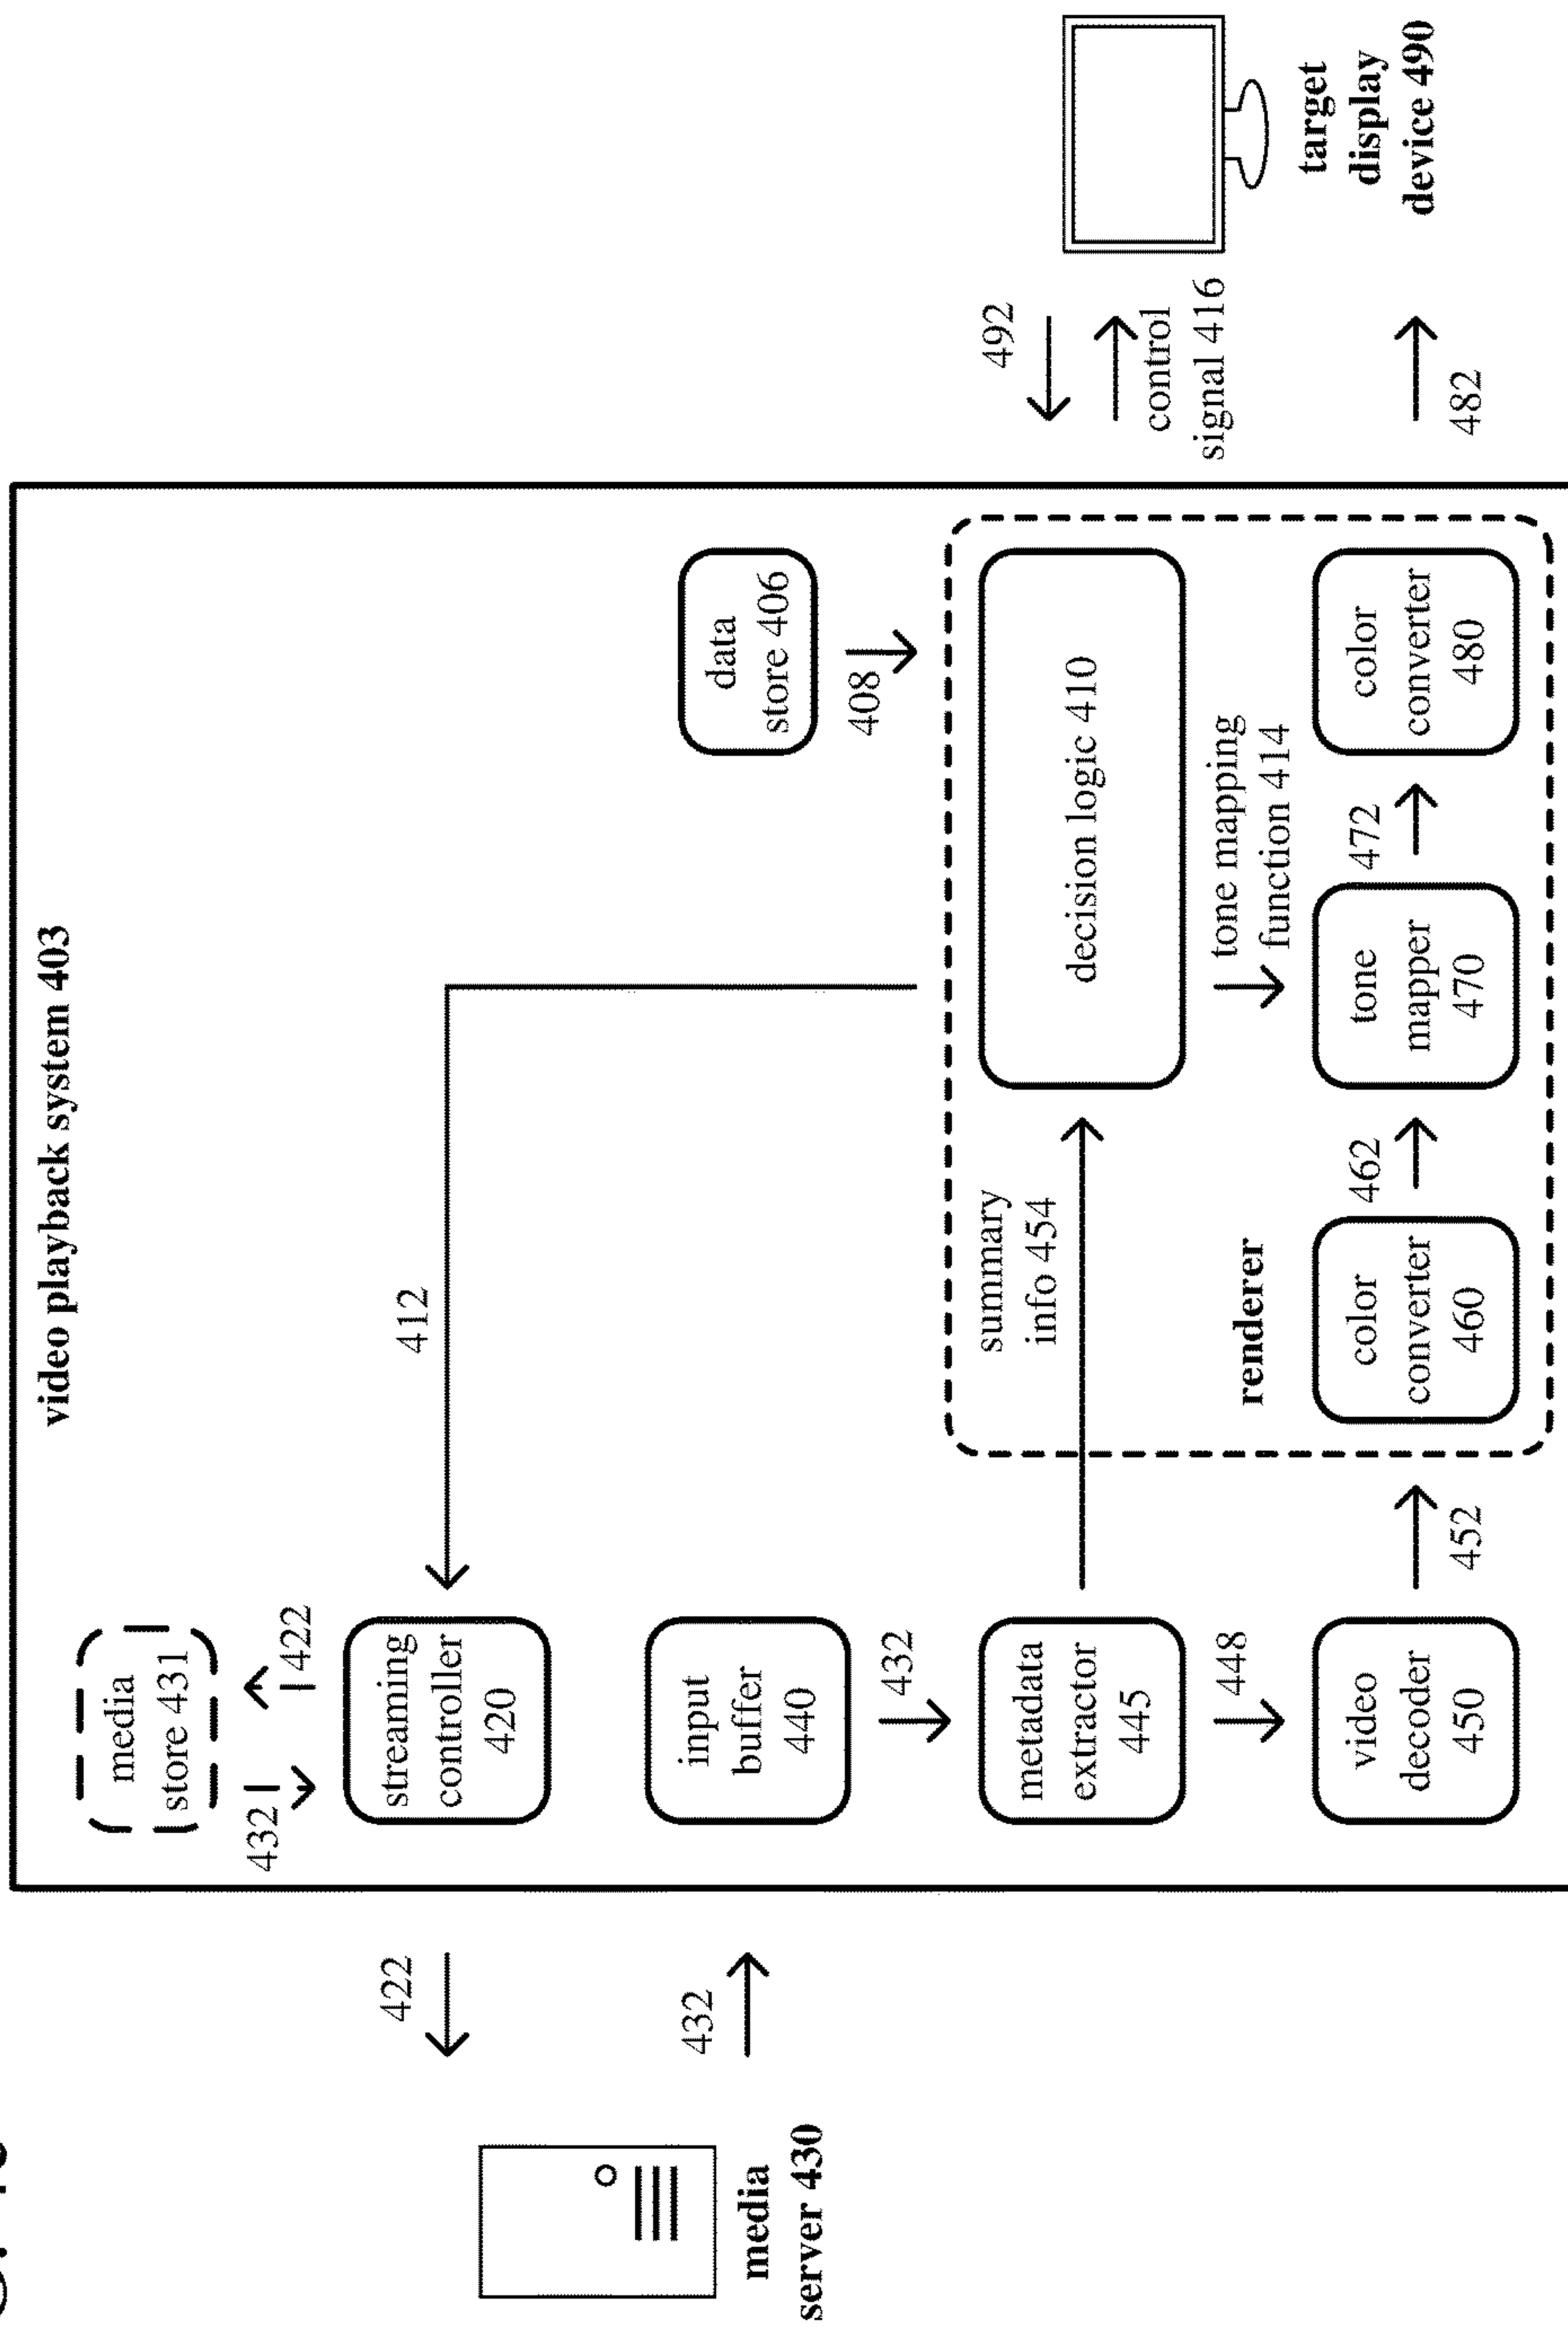 video playback system 403
media
store 431
432
422
streaming
controller
420
412
422
432
media
server 430
input
buffer
440
432
data
store 406
408
metadata
extractor
445
summary
info 454
decision logic 410
448
renderer
tone mapping
function 414
video
decoder
450
452
color
converter
460
462
tone
mapper
470
472
color
converter
480
492
control
signal 416
482
target
display
device 490